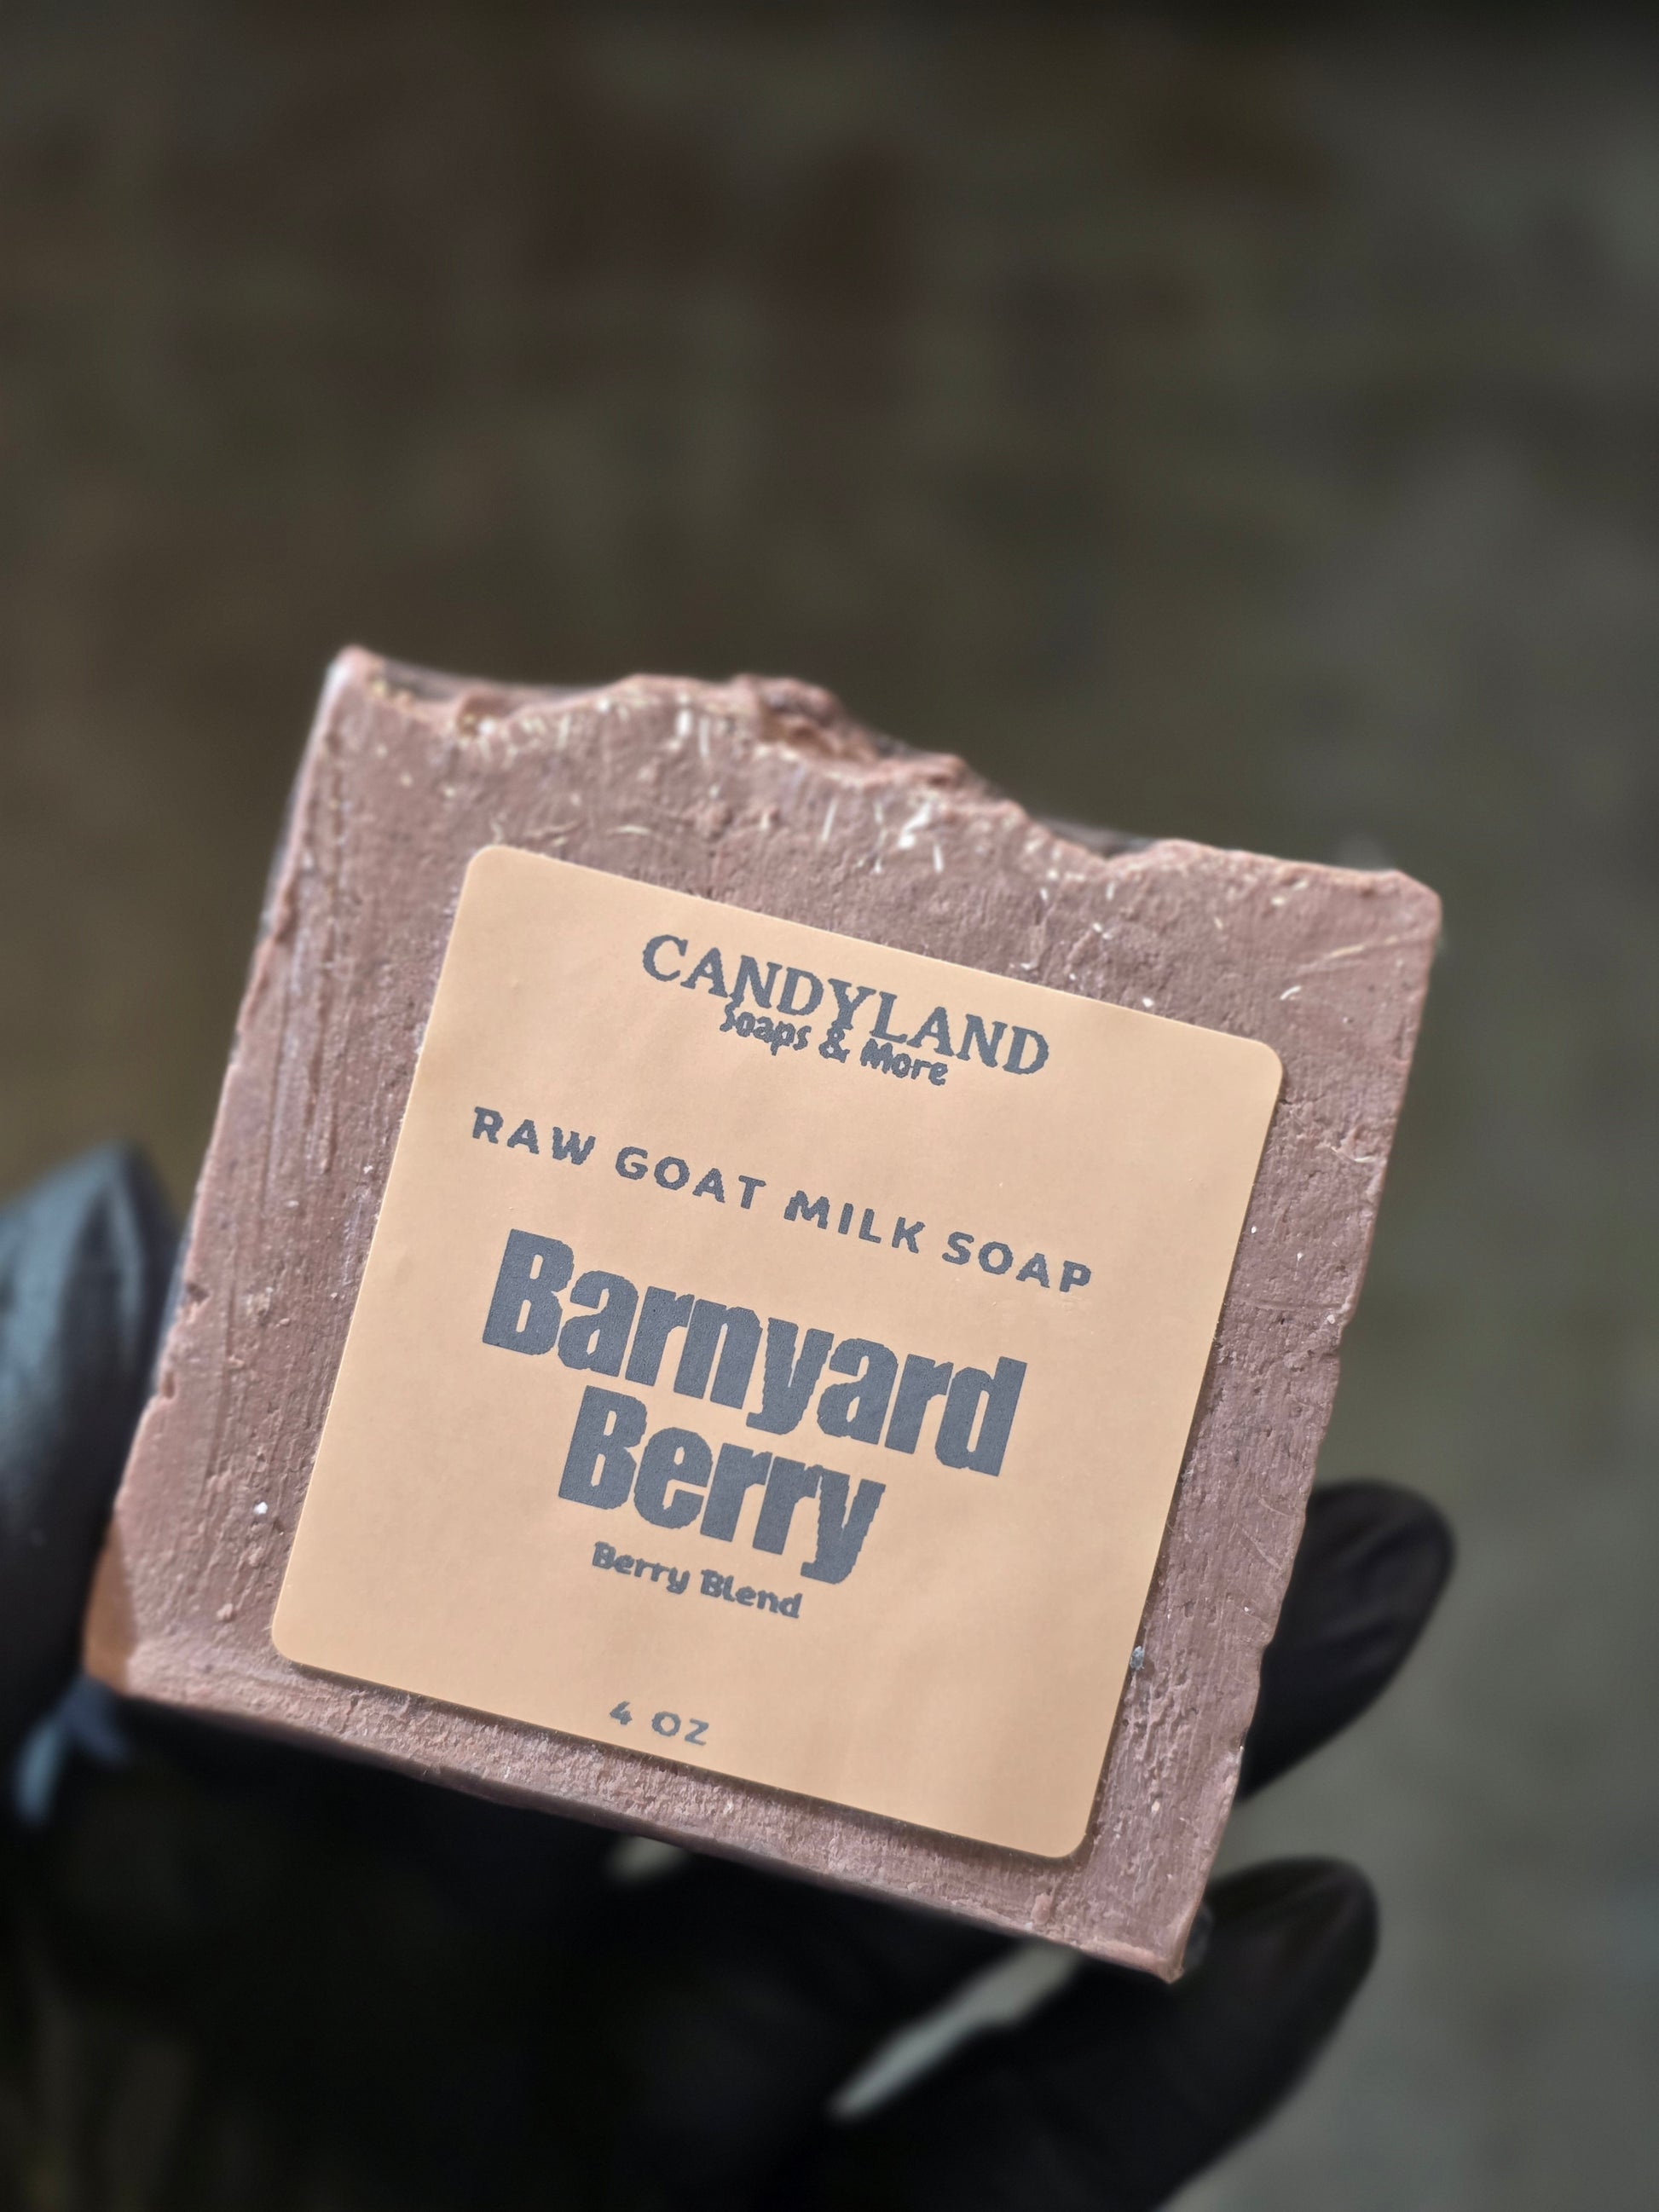 CANDYLAND
Soaps & More
RAW GOAT MILK SOAP
Barnyard
Berry
Berry Blend
4 OZ